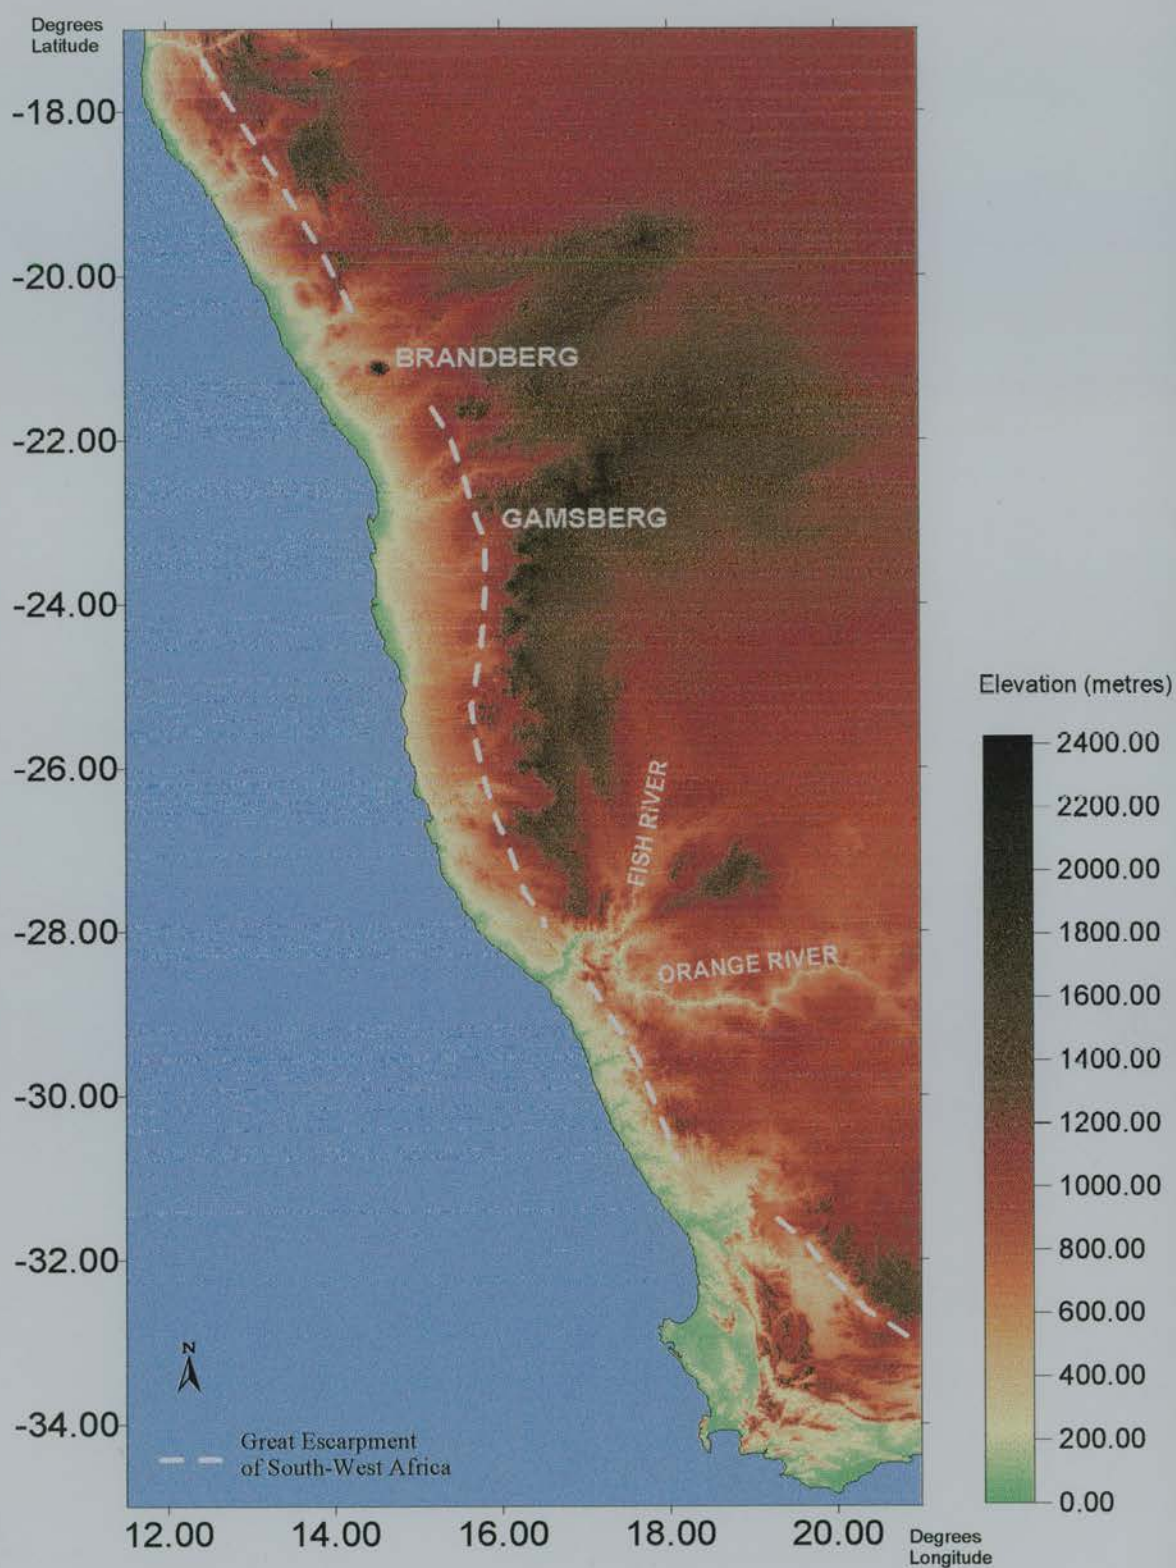 Degrees
Latitude
-18.00
-20.00
BRANDBERG
-22.00
GAMSBERG
-24.00
Elevation (metres)
2400.00
-26.00
FISH RIVER
2200.00
2000.00
-28.00
1800.00
ORANGE RIVER
1600.00
1400.00
-30.00
1200.00
1000.00
-32.00
800.00
600.00
N
400.00
-34.00
Great Escarpment
of South-West Africa
200.00
0.00
12.00 14.00 16.00 18.00 20.00 Degrees
Longitude